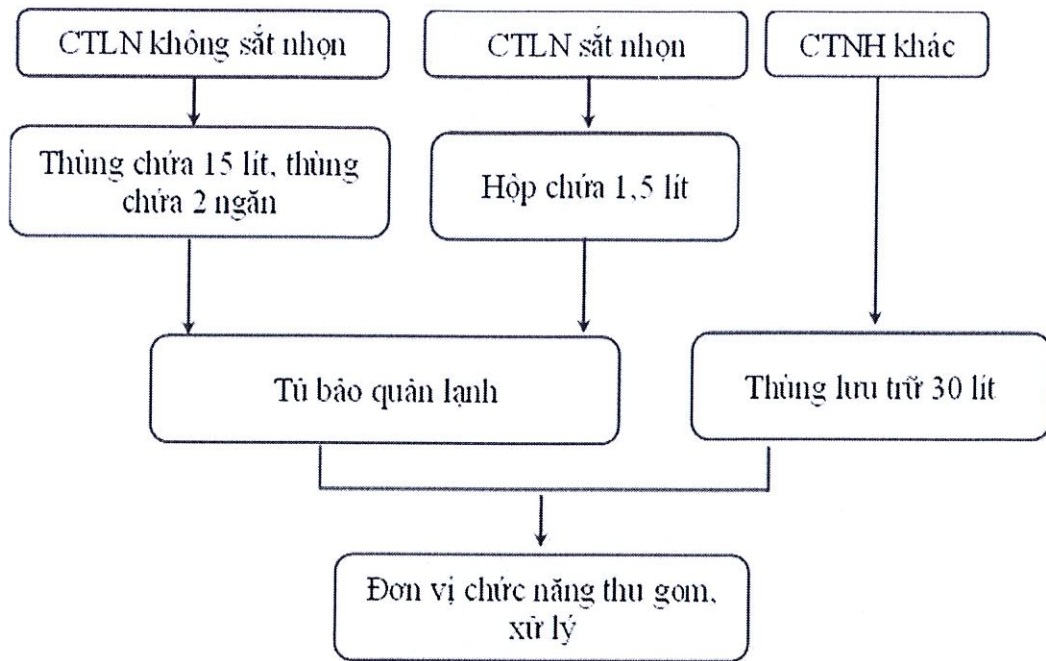 CTLN không sắt nhọn
CTLN sắt nhọn
CTNH khác
Thùng chứa 15 lít, thùng
chứa 2 ngăn
Hộp chứa 1,5 lít
Tủ bảo quản lạnh
Thùng lưu trữ 30 lít
Đơn vị chức năng thu gom,
xử lý